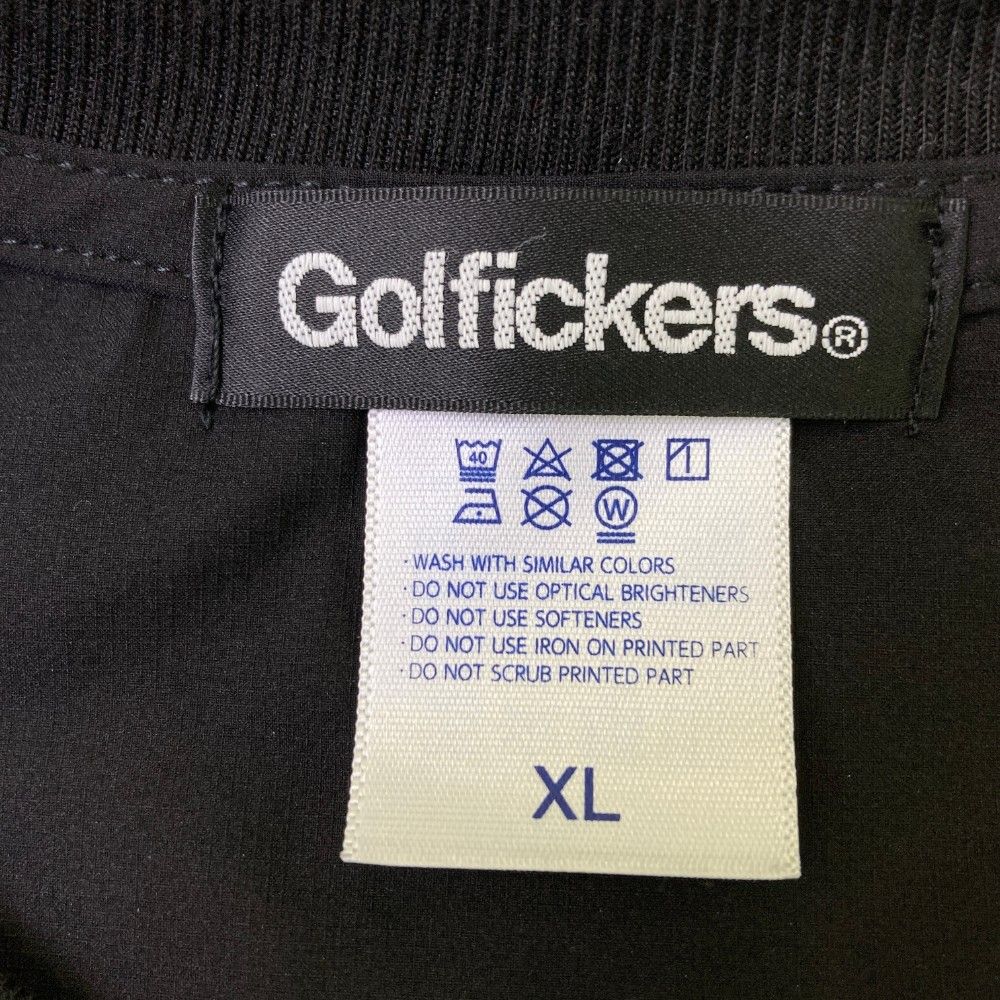 Golfickers®
40
W
· WASH WITH SIMILAR COLORS
· DO NOT USE OPTICAL BRIGHTENERS
· DO NOT USE SOFTENERS
· DO NOT USE IRON ON PRINTED PART
· DO NOT SCRUB PRINTED PART
XL